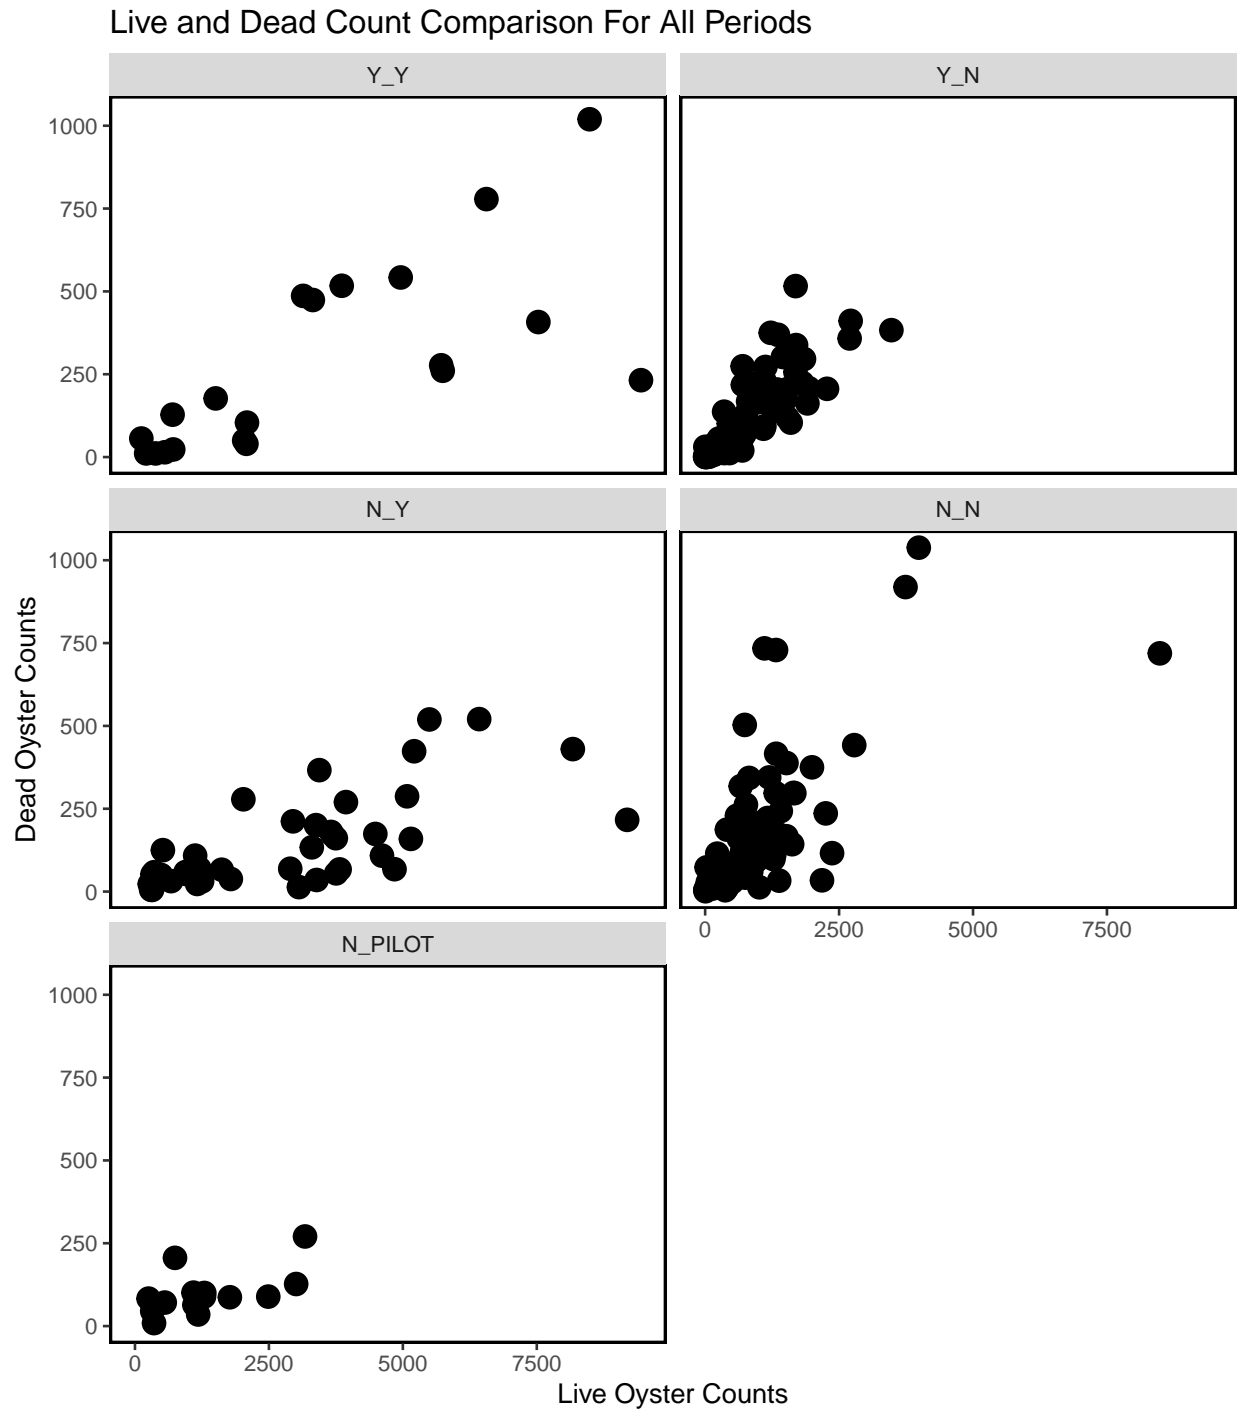 Live and Dead Count Comparison For All Periods
Y_Y
Y_N
1000
750
500
250
0
N_Y
N_N
1000
750
500
250
0
0 2500 5000 7500
N_PILOT
1000
750
500
250
0
0 2500 5000 7500
Live Oyster Counts
Dead Oyster Counts